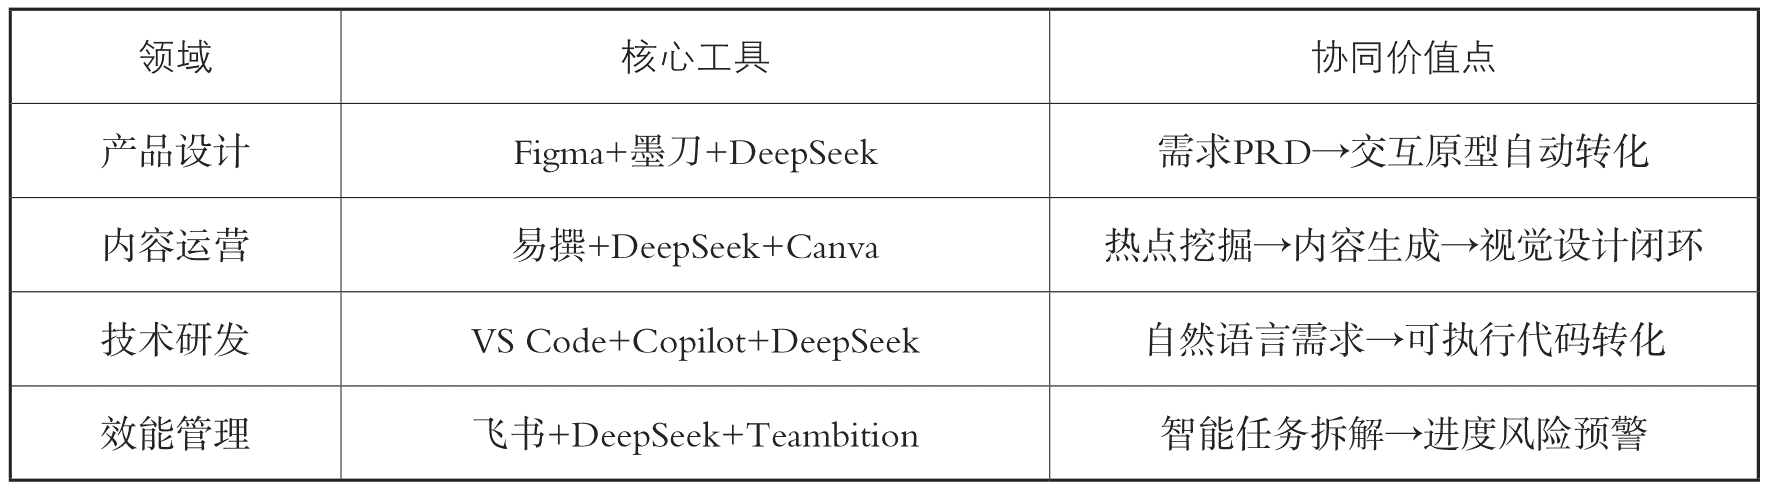 领域 核心工具 协同价值点
产品设计 Figma+墨刀+DeepSeek 需求PRD→交互原型自动转化
内容运营 易撰+DeepSeek+Canva 热点挖掘→内容生成→视觉设计闭环
技术研发 VS Code+Copilot+DeepSeek 自然语言需求→可执行代码转化
效能管理 飞书+DeepSeek+Teambition 智能任务拆解→进度风险预警